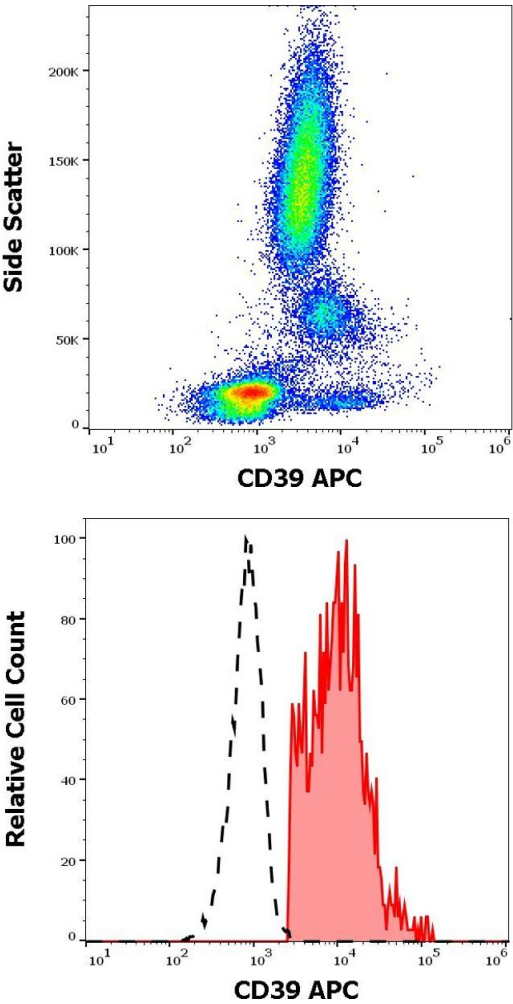 Side Scatter
200K
150K
100K
50K
0
10¹ 10² 10³ 10⁴ 10⁵ 10⁶
CD39 APC
Relative Cell Count
100
80
60
40
20
0
10¹ 10² 10³ 10⁴ 10⁵ 10⁶
CD39 APC